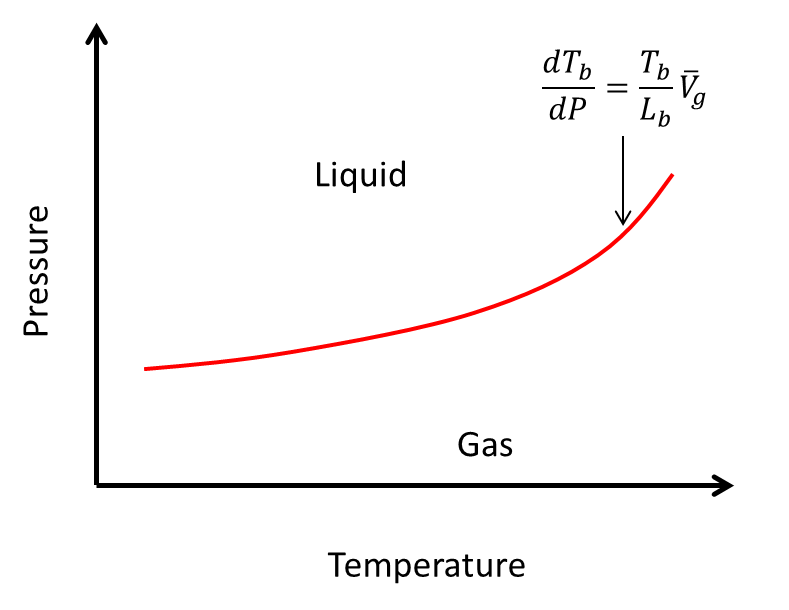 dT_b/dP = T_b/L_b V̄_g
Liquid
Pressure
Gas
Temperature